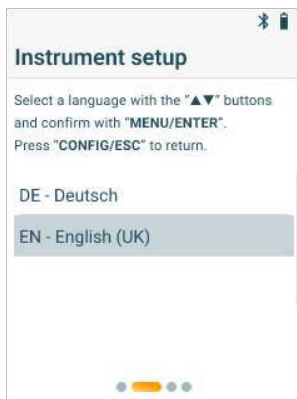 Instrument setup
Select a language with the "▲▼" buttons
and confirm with "MENU/ENTER".
Press "CONFIG/ESC" to return.
DE - Deutsch
EN - English (UK)